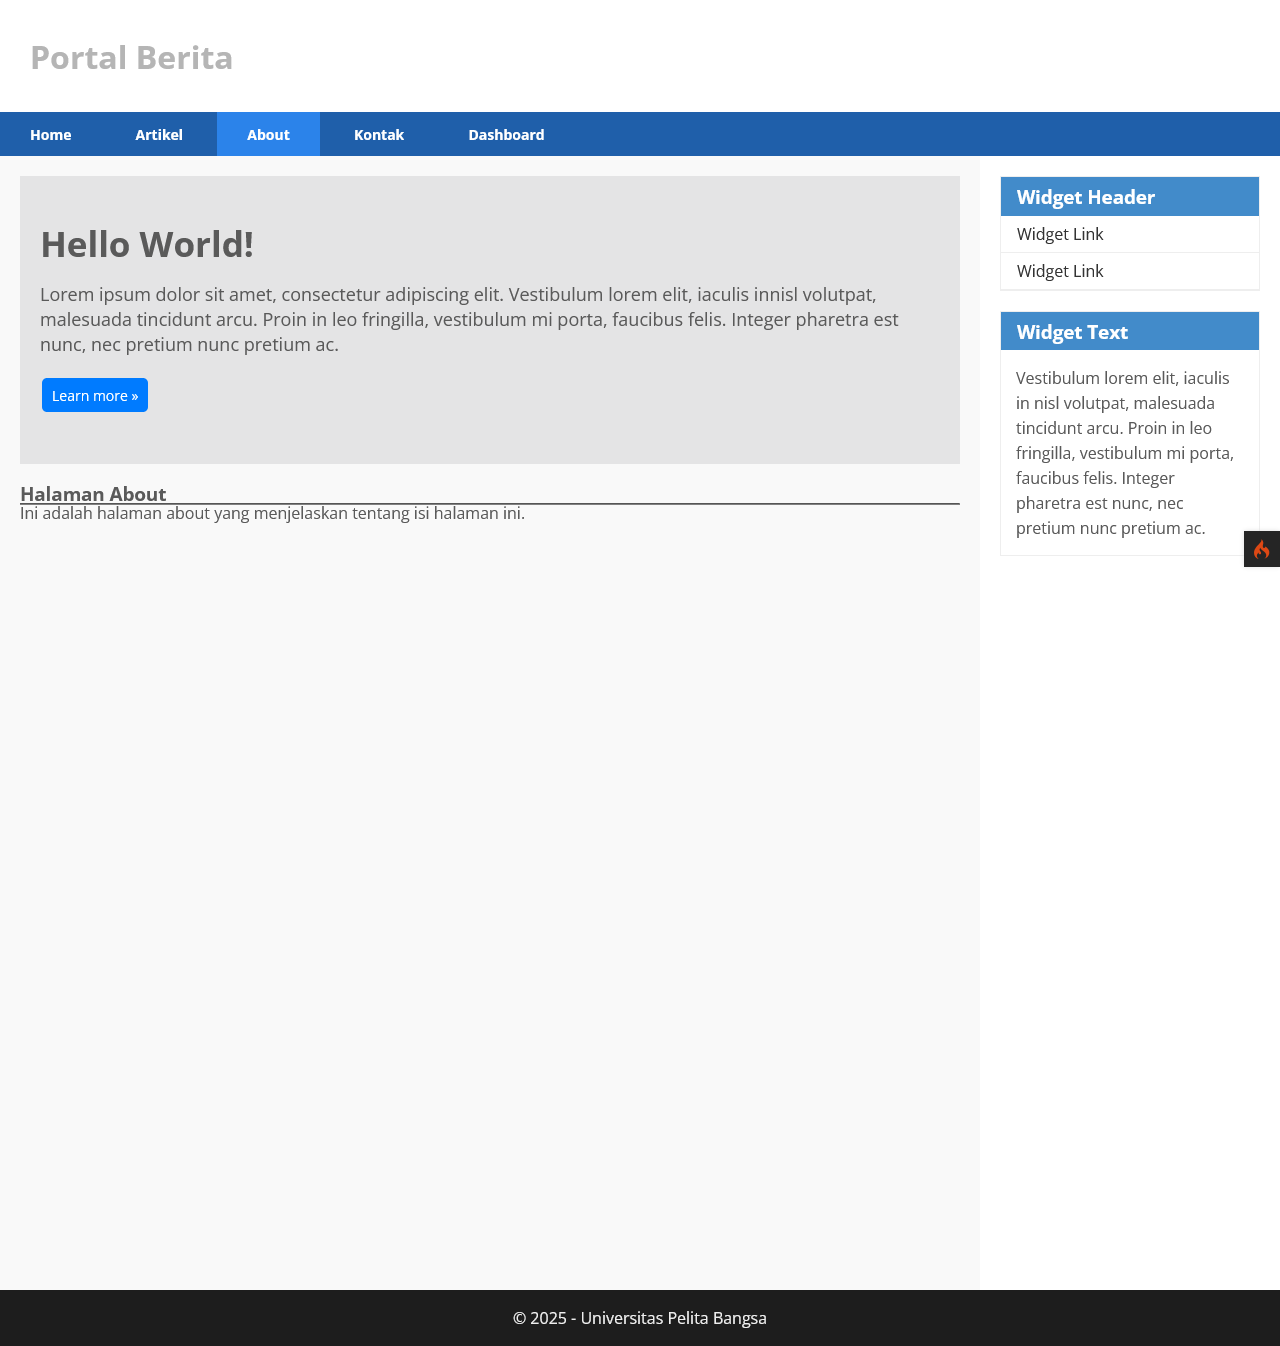 Portal Berita
Home Artikel About Kontak Dashboard
Hello World!
Lorem ipsum dolor sit amet, consectetur adipiscing elit. Vestibulum lorem elit, iaculis innisl volutpat,
malesuada tincidunt arcu. Proin in leo fringilla, vestibulum mi porta, faucibus felis. Integer pharetra est
nunc, nec pretium nunc pretium ac.
Learn more »
Halaman About
Ini adalah halaman about yang menjelaskan tentang isi halaman ini.
Widget Header
Widget Link
Widget Link
Widget Text
Vestibulum lorem elit, iaculis
in nisl volutpat, malesuada
tincidunt arcu. Proin in leo
fringilla, vestibulum mi porta,
faucibus felis. Integer
pharetra est nunc, nec
pretium nunc pretium ac.
© 2025 - Universitas Pelita Bangsa